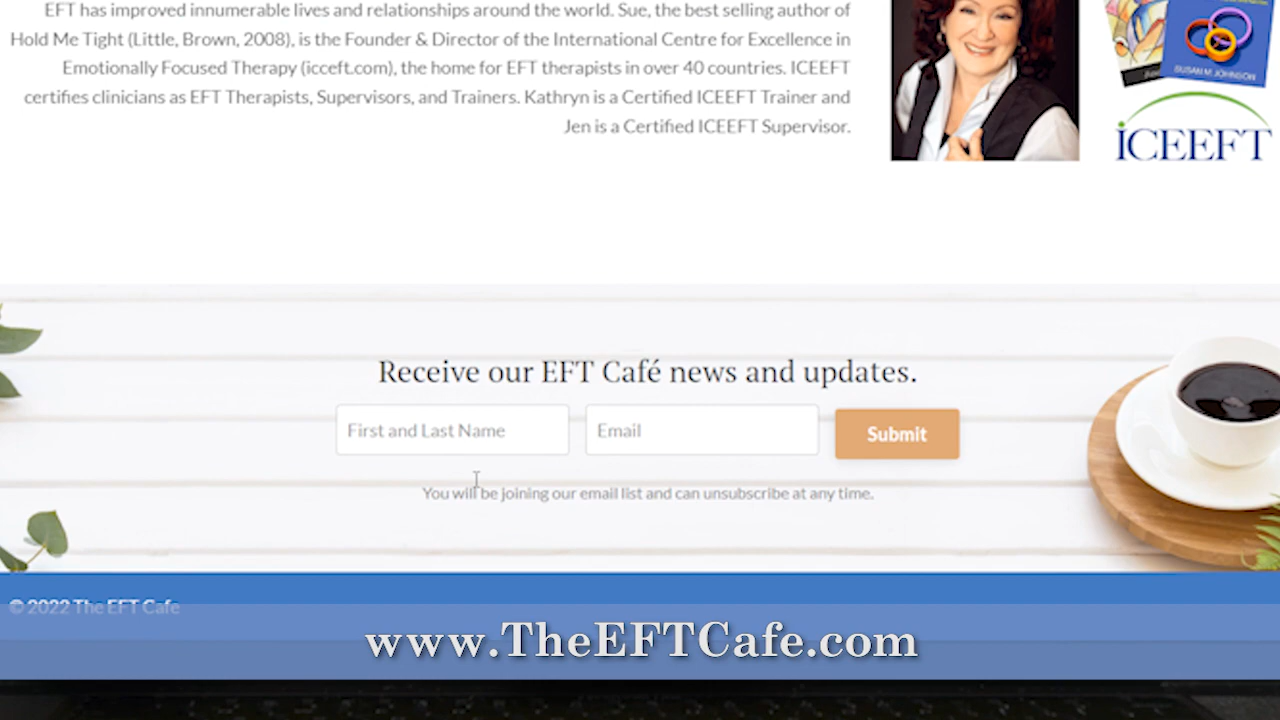 EFT has improved innumerable lives and relationships around the world. Sue, the best selling author of
Hold Me Tight (Little, Brown, 2008), is the Founder & Director of the International Centre for Excellence in
Emotionally Focused Therapy (icceft.com), the home for EFT therapists in over 40 countries. ICEEFT
certifies clinicians as EFT Therapists, Supervisors, and Trainers. Kathryn is a Certified ICEEFT Trainer and
Jen is a Certified ICEEFT Supervisor.
SUSAN M. JOHNSON
iCEEFT
Receive our EFT Café news and updates.
First and Last Name
Email
Submit
You will be joining our email list and can unsubscribe at any time.
© 2022 The EFT Cafe
www.TheEFTCafe.com